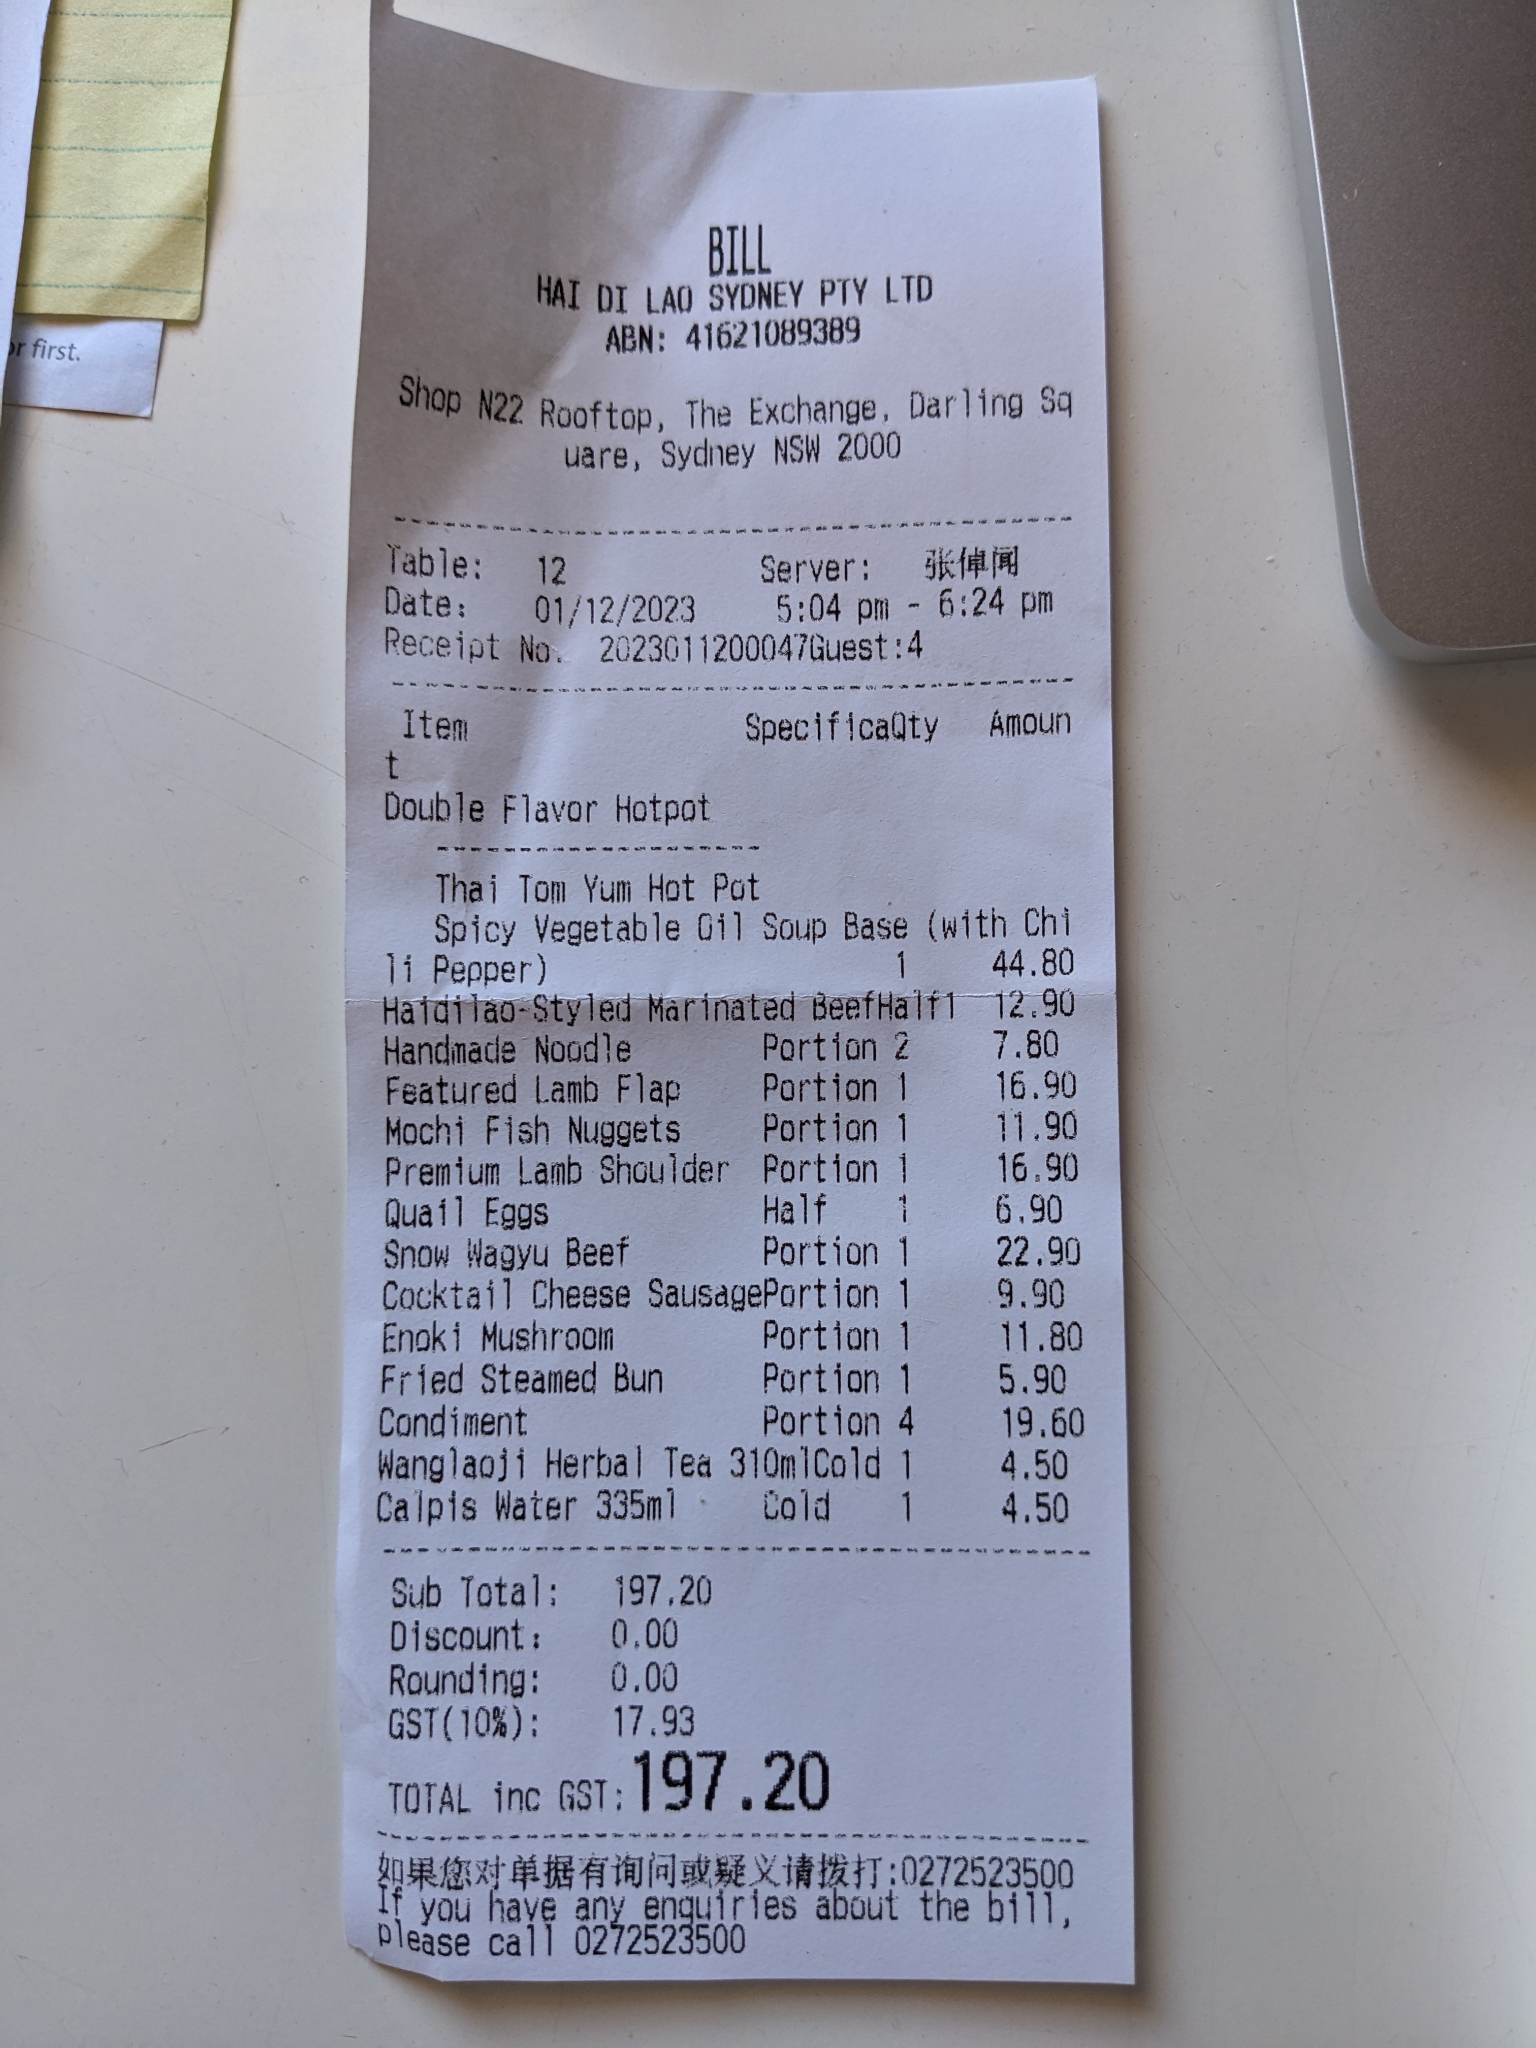 or first.
BILL
HAI DI LAO SYDNEY PTY LTD
ABN: 41621089389
Shop N22 Rooftop, The Exchange, Darling Sq
uare, Sydney NSW 2000
Table: 12 Server: 张倬闻
Date: 01/12/2023 5:04 pm - 6:24 pm
Receipt No. 2023011200047Guest:4
Item SpecificaQty Amoun
t
Double Flavor Hotpot
Thai Tom Yum Hot Pot
Spicy Vegetable Oil Soup Base (with Chi
li Pepper) 1 44.80
Haidilao-Styled Marinated BeefHalf1 12.90
Handmade Noodle Portion 2 7.80
Featured Lamb Flap Portion 1 16.90
Mochi Fish Nuggets Portion 1 11.90
Premium Lamb Shoulder Portion 1 16.90
Quail Eggs Half 1 6.90
Snow Wagyu Beef Portion 1 22.90
Cocktail Cheese SausagePortion 1 9.90
Enoki Mushroom Portion 1 11.80
Fried Steamed Bun Portion 1 5.90
Condiment Portion 4 19.60
Wanglaoji Herbal Tea 310mlCold 1 4.50
Calpis Water 335ml Cold 1 4.50
Sub Total: 197.20
Discount: 0.00
Rounding: 0.00
GST(10%): 17.93
TOTAL inc GST:197.20
如果您对单据有询问或疑义请拨打:0272523500
If you have any enquiries about the bill,
please call 0272523500